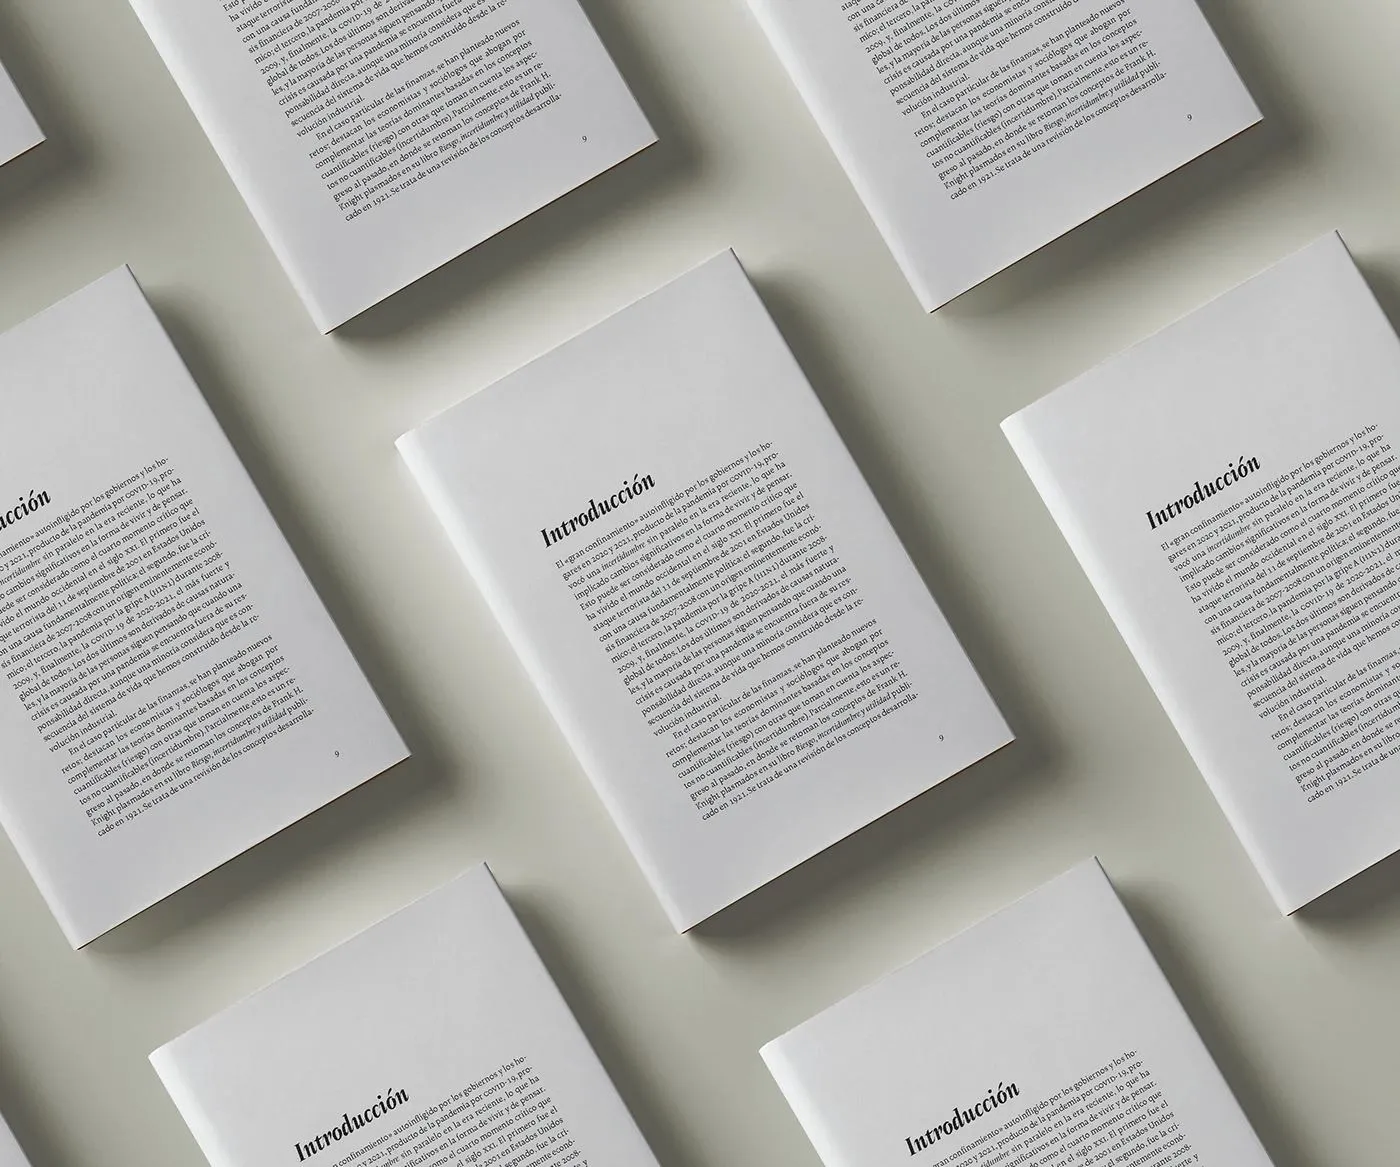 Introducción
El «gran confinamiento» autoinfligido por los gobiernos y los ho-
gares en 2020 y 2021, producto de la pandemia por COVID-19, pro-
vocó una incertidumbre sin paralelo en la era reciente, lo que ha
implicado cambios significativos en la forma de vivir y de pensar.
Esto puede ser considerado como el cuarto momento crítico que
ha vivido el mundo occidental en el siglo XXI. El primero fue el
ataque terrorista del 11 de septiembre de 2001 en Estados Unidos
con una causa fundamentalmente política; el segundo, fue la cri-
sis financiera de 2007-2008 con un origen eminentemente econó-
mico; el tercero, la pandemia por la gripe A (H1N1) durante 2008-
2009, y, finalmente, la COVID-19 de 2020-2021, el más fuerte y
global de todos. Los dos últimos son derivados de causas natura-
les, y la mayoría de las personas siguen pensando que cuando una
crisis es causada por una pandemia se encuentra fuera de su res-
ponsabilidad directa, aunque una minoría considera que es con-
secuencia del sistema de vida que hemos construido desde la re-
volución industrial.
En el caso particular de las finanzas, se han planteado nuevos
retos; destacan los economistas y sociólogos que abogan por
complementar las teorías dominantes basadas en los conceptos
cuantificables (riesgo) con otras que toman en cuenta los aspec-
tos no cuantificables (incertidumbre). Parcialmente, esto es un re-
greso al pasado, en donde se retoman los conceptos de Frank H.
Knight plasmados en su libro Riesgo, incertidumbre y utilidad publi-
cado en 1921. Se trata de una revisión de los conceptos desarrolla-
9